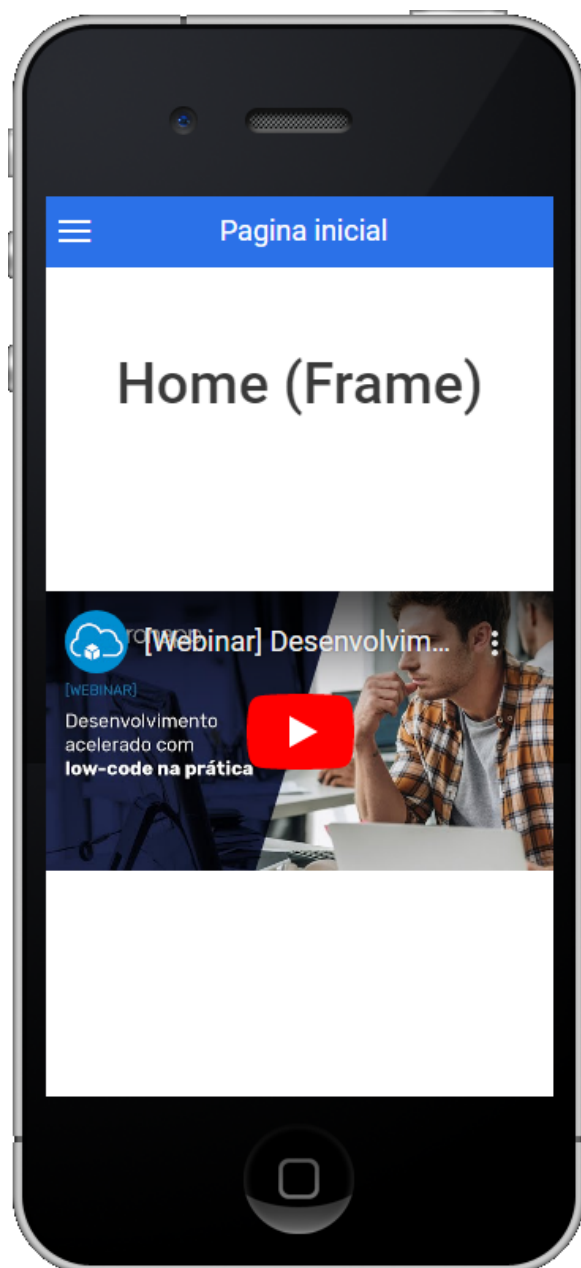 Pagina inicial
Home (Frame)
[Webinar] Desenvolvim...
[WEBINAR]
Desenvolvimento
acelerado com
low-code na prática